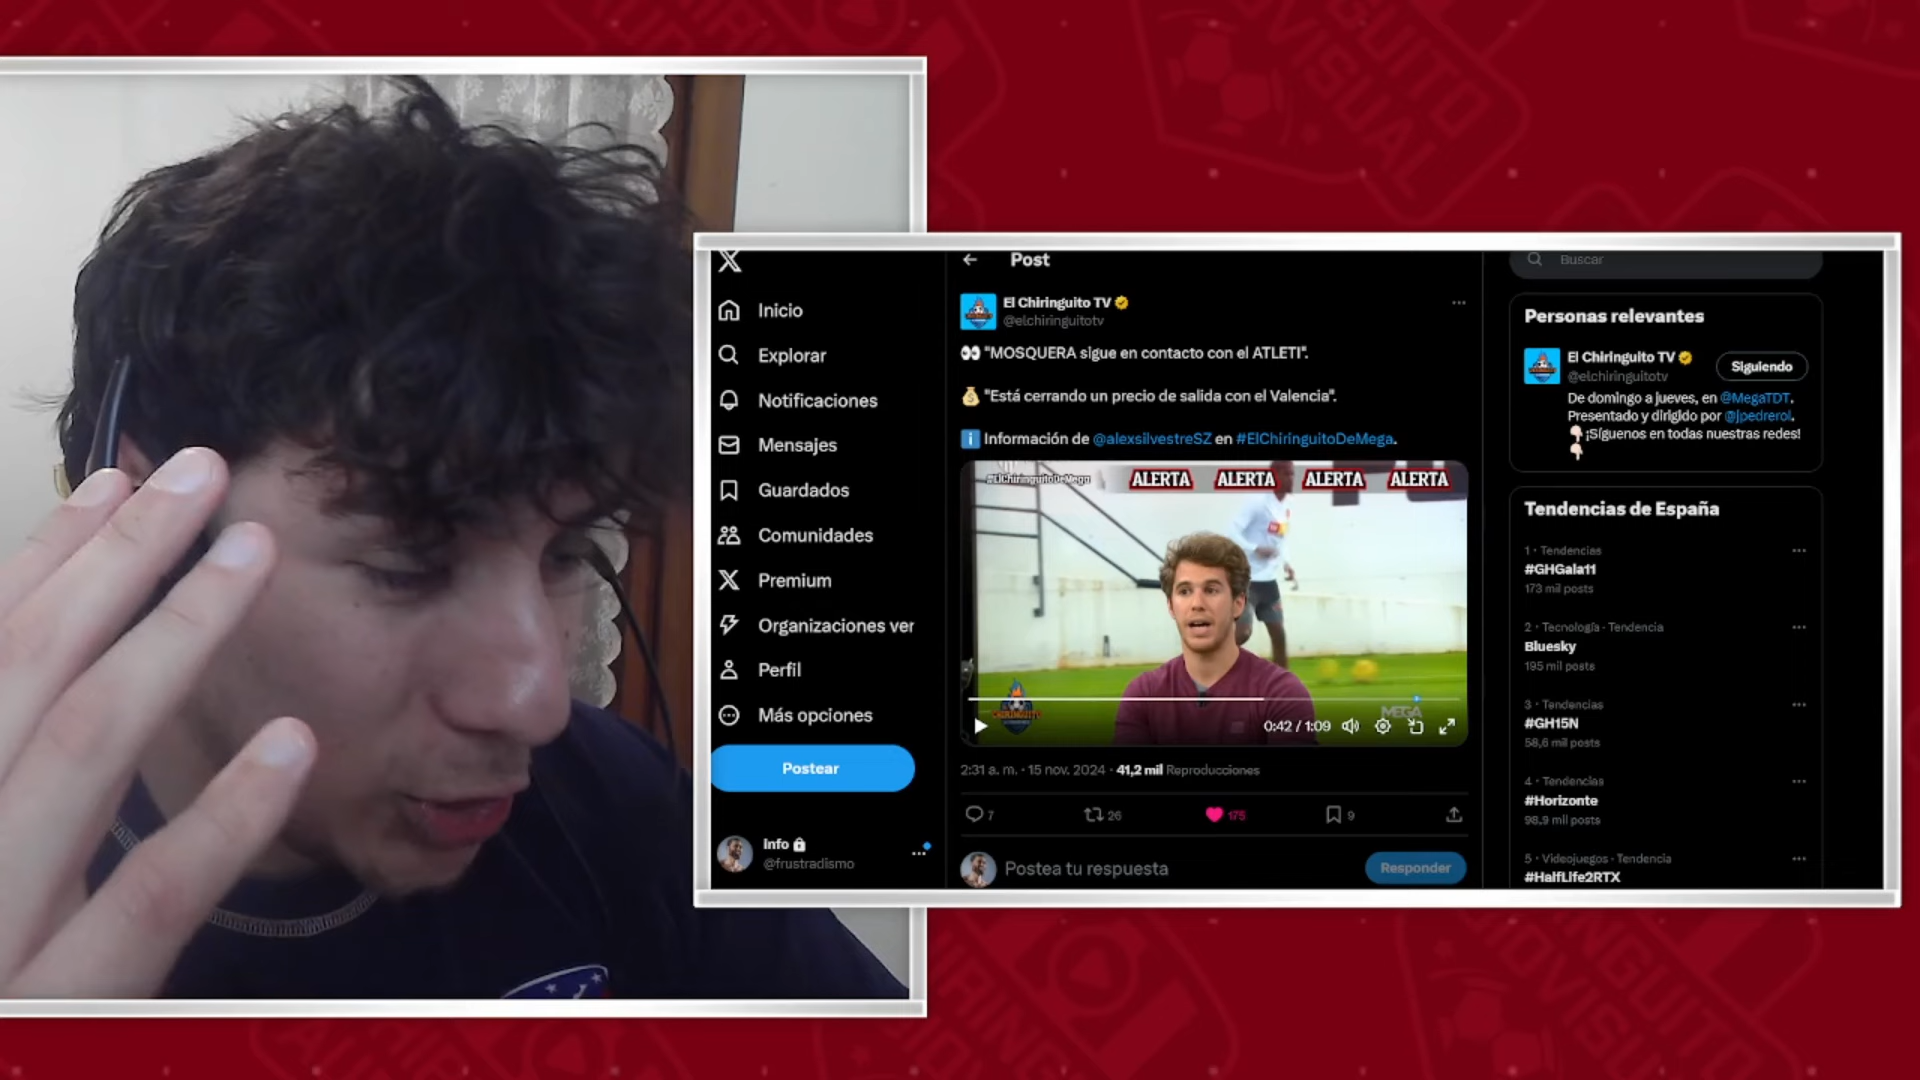 Inicio
Explorar
Notificaciones
Mensajes
Guardados
Comunidades
Premium
Organizaciones ver
Perfil
Más opciones
Postear
Info
@frustradismo
Post
El Chiringuito TV
@elchiringuitotv
"MOSQUERA sigue en contacto con el ATLETI".
"Está cerrando un precio de salida con el Valencia".
Información de @alexsilvestreSZ en #ElChiringuitoDeMega.
#ElChiringuitoDeMega
ALERTA ALERTA ALERTA ALERTA
CHIRINGUITO
MEGA
0:42 / 1:09
2:31 a. m. · 15 nov. 2024 · 41,2 mil Reproducciones
7 26 175 9
Postea tu respuesta
Responder
Buscar
Personas relevantes
El Chiringuito TV
@elchiringuitotv
Siguiendo
De domingo a jueves, en @MegaTDT.
Presentado y dirigido por @jpedrerol.
¡Síguenos en todas nuestras redes!
Tendencias de España
1 · Tendencias
#GHGala11
173 mil posts
2 · Tecnología · Tendencia
Bluesky
195 mil posts
3 · Tendencias
#GH15N
58,6 mil posts
4 · Tendencias
#Horizonte
98,9 mil posts
5 · Videojuegos · Tendencia
#HalfLife2RTX